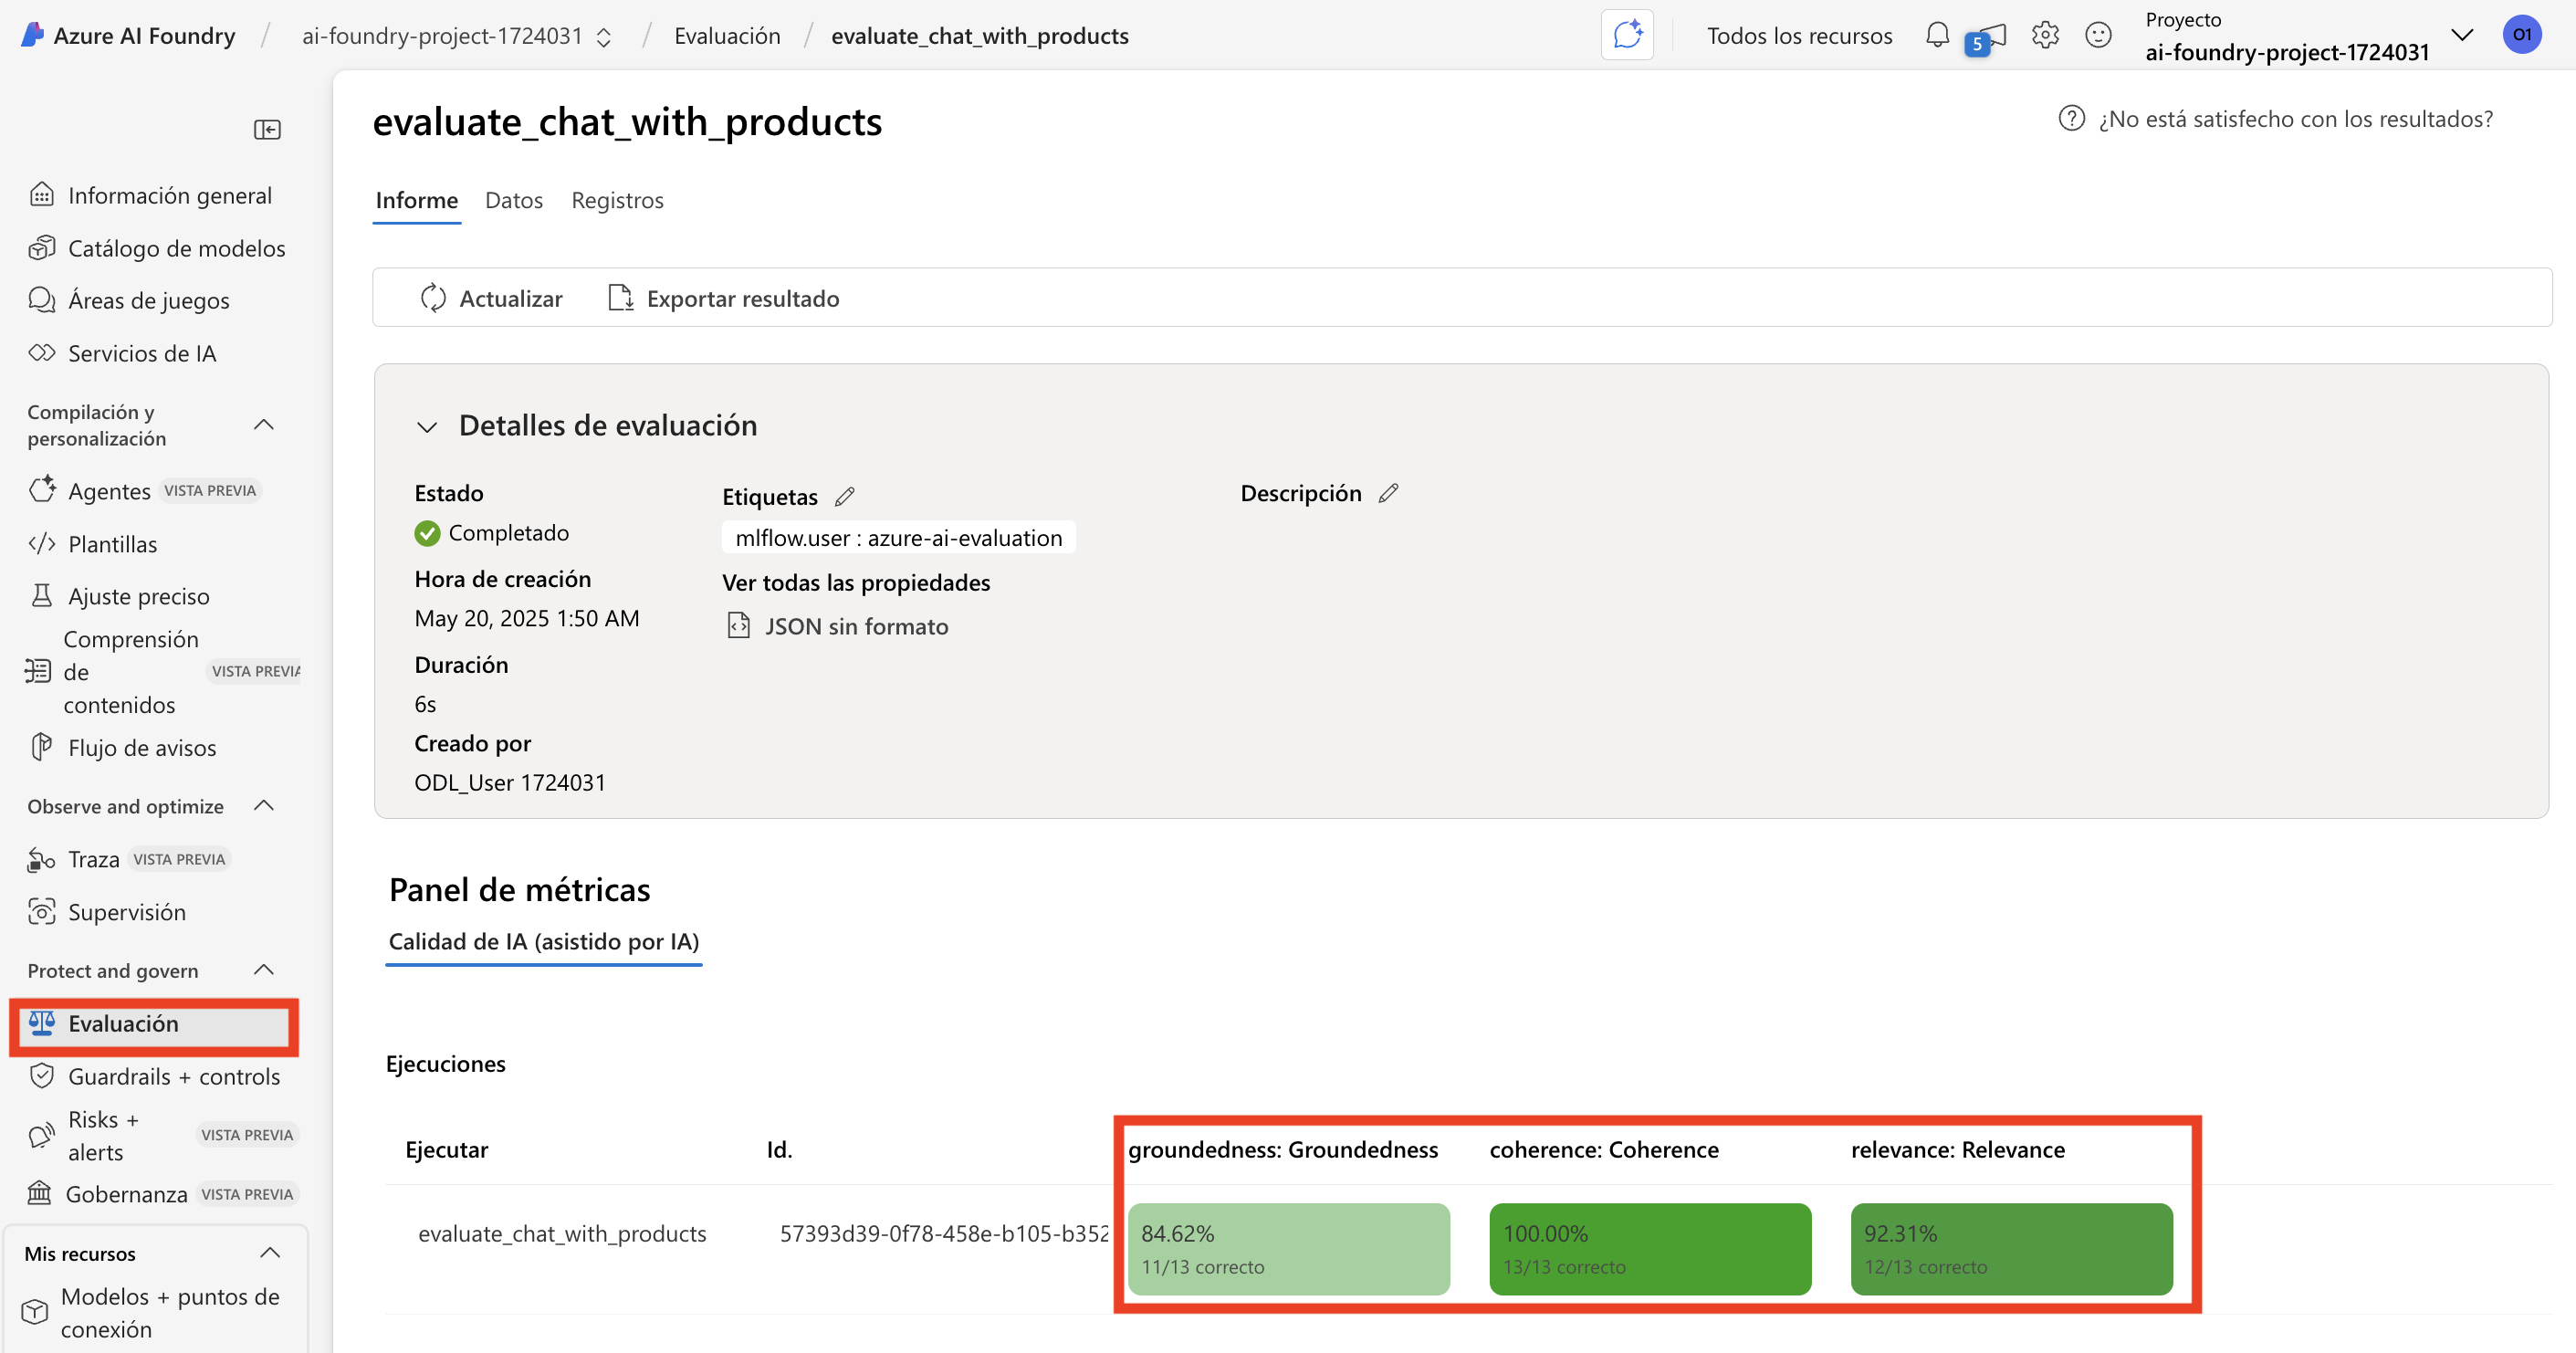 Azure AI Foundry / ai-foundry-project-1724031 / Evaluación / evaluate_chat_with_products
Todos los recursos
5
Proyecto
ai-foundry-project-1724031
O1
Información general
Catálogo de modelos
Áreas de juegos
Servicios de IA
Compilación y
personalización
Agentes VISTA PREVIA
Plantillas
Ajuste preciso
Comprensión
de
contenidos
VISTA PREVIA
Flujo de avisos
Observe and optimize
Traza VISTA PREVIA
Supervisión
Protect and govern
Evaluación
Guardrails + controls
Risks +
alerts
VISTA PREVIA
Gobernanza VISTA PREVIA
Mis recursos
Modelos + puntos de
conexión
evaluate_chat_with_products
¿No está satisfecho con los resultados?
Informe Datos Registros
Actualizar Exportar resultado
Detalles de evaluación
Estado
Completado
Hora de creación
May 20, 2025 1:50 AM
Duración
6s
Creado por
ODL_User 1724031
Etiquetas
mlflow.user : azure-ai-evaluation
Ver todas las propiedades
JSON sin formato
Descripción
Panel de métricas
Calidad de IA (asistido por IA)
Ejecuciones
Ejecutar Id. groundedness: Groundedness coherence: Coherence relevance: Relevance
evaluate_chat_with_products 57393d39-0f78-458e-b105-b352 84.62% 100.00% 92.31%
11/13 correcto 13/13 correcto 12/13 correcto